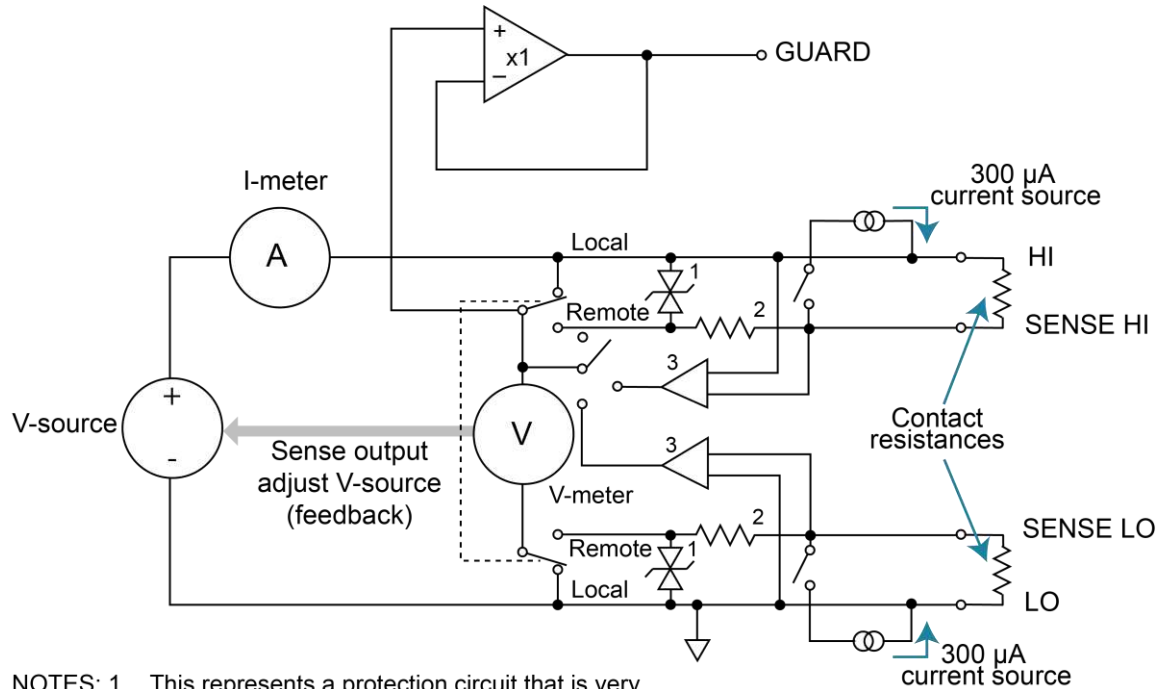 +
x1
−
GUARD
I-meter
A
300 µA
current source
Local
1
HI
Remote
2
SENSE HI
3
+
-
V-source
V
Contact
resistances
Sense output
adjust V-source
(feedback)
3
V-meter
2
SENSE LO
Remote
1
Local
LO
300 µA
current source
NOTES: 1 This represents a protection circuit that is very